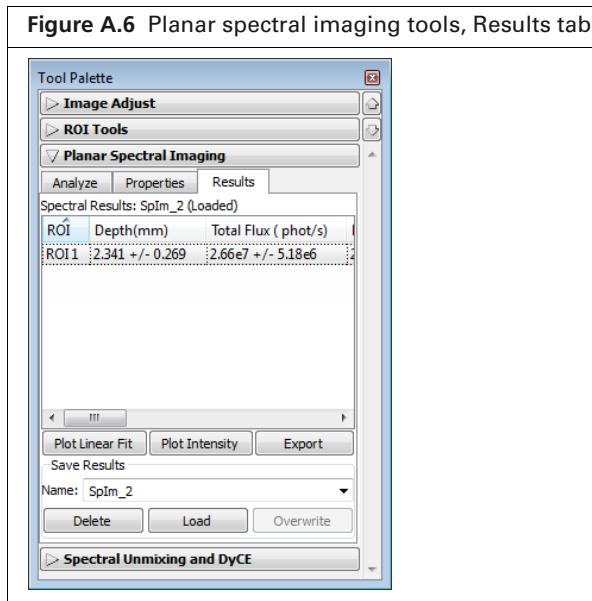 Figure A.6 Planar spectral imaging tools, Results tab
Tool Palette
Image Adjust
ROI Tools
Planar Spectral Imaging
Analyze Properties Results
Spectral Results: SpIm_2 (Loaded)
ROI Depth(mm) Total Flux ( phot/s)
ROI 1 2.341 +/- 0.269 2.66e7 +/- 5.18e6
Plot Linear Fit Plot Intensity Export
Save Results
Name: SpIm_2
Delete Load Overwrite
Spectral Unmixing and DyCE